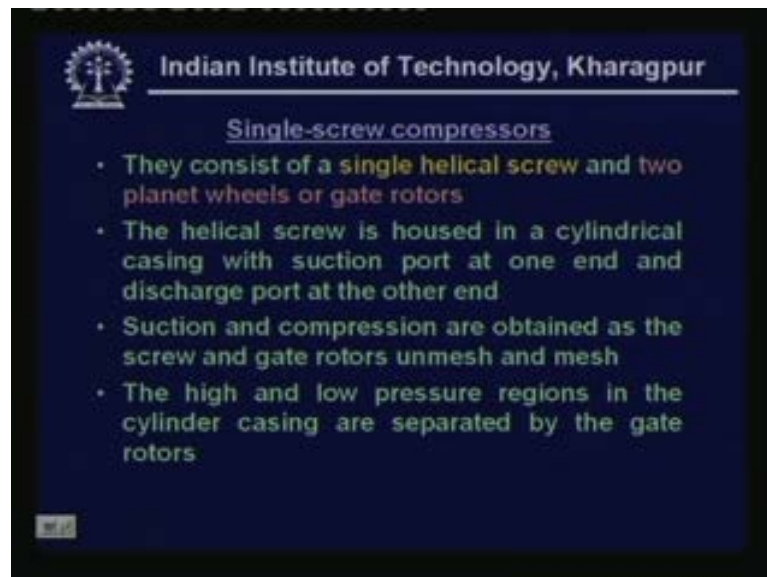 Indian Institute of Technology, Kharagpur
Single-screw compressors
• They consist of a single helical screw and two
planet wheels or gate rotors
• The helical screw is housed in a cylindrical
casing with suction port at one end and
discharge port at the other end
• Suction and compression are obtained as the
screw and gate rotors unmesh and mesh
• The high and low pressure regions in the
cylinder casing are separated by the gate
rotors